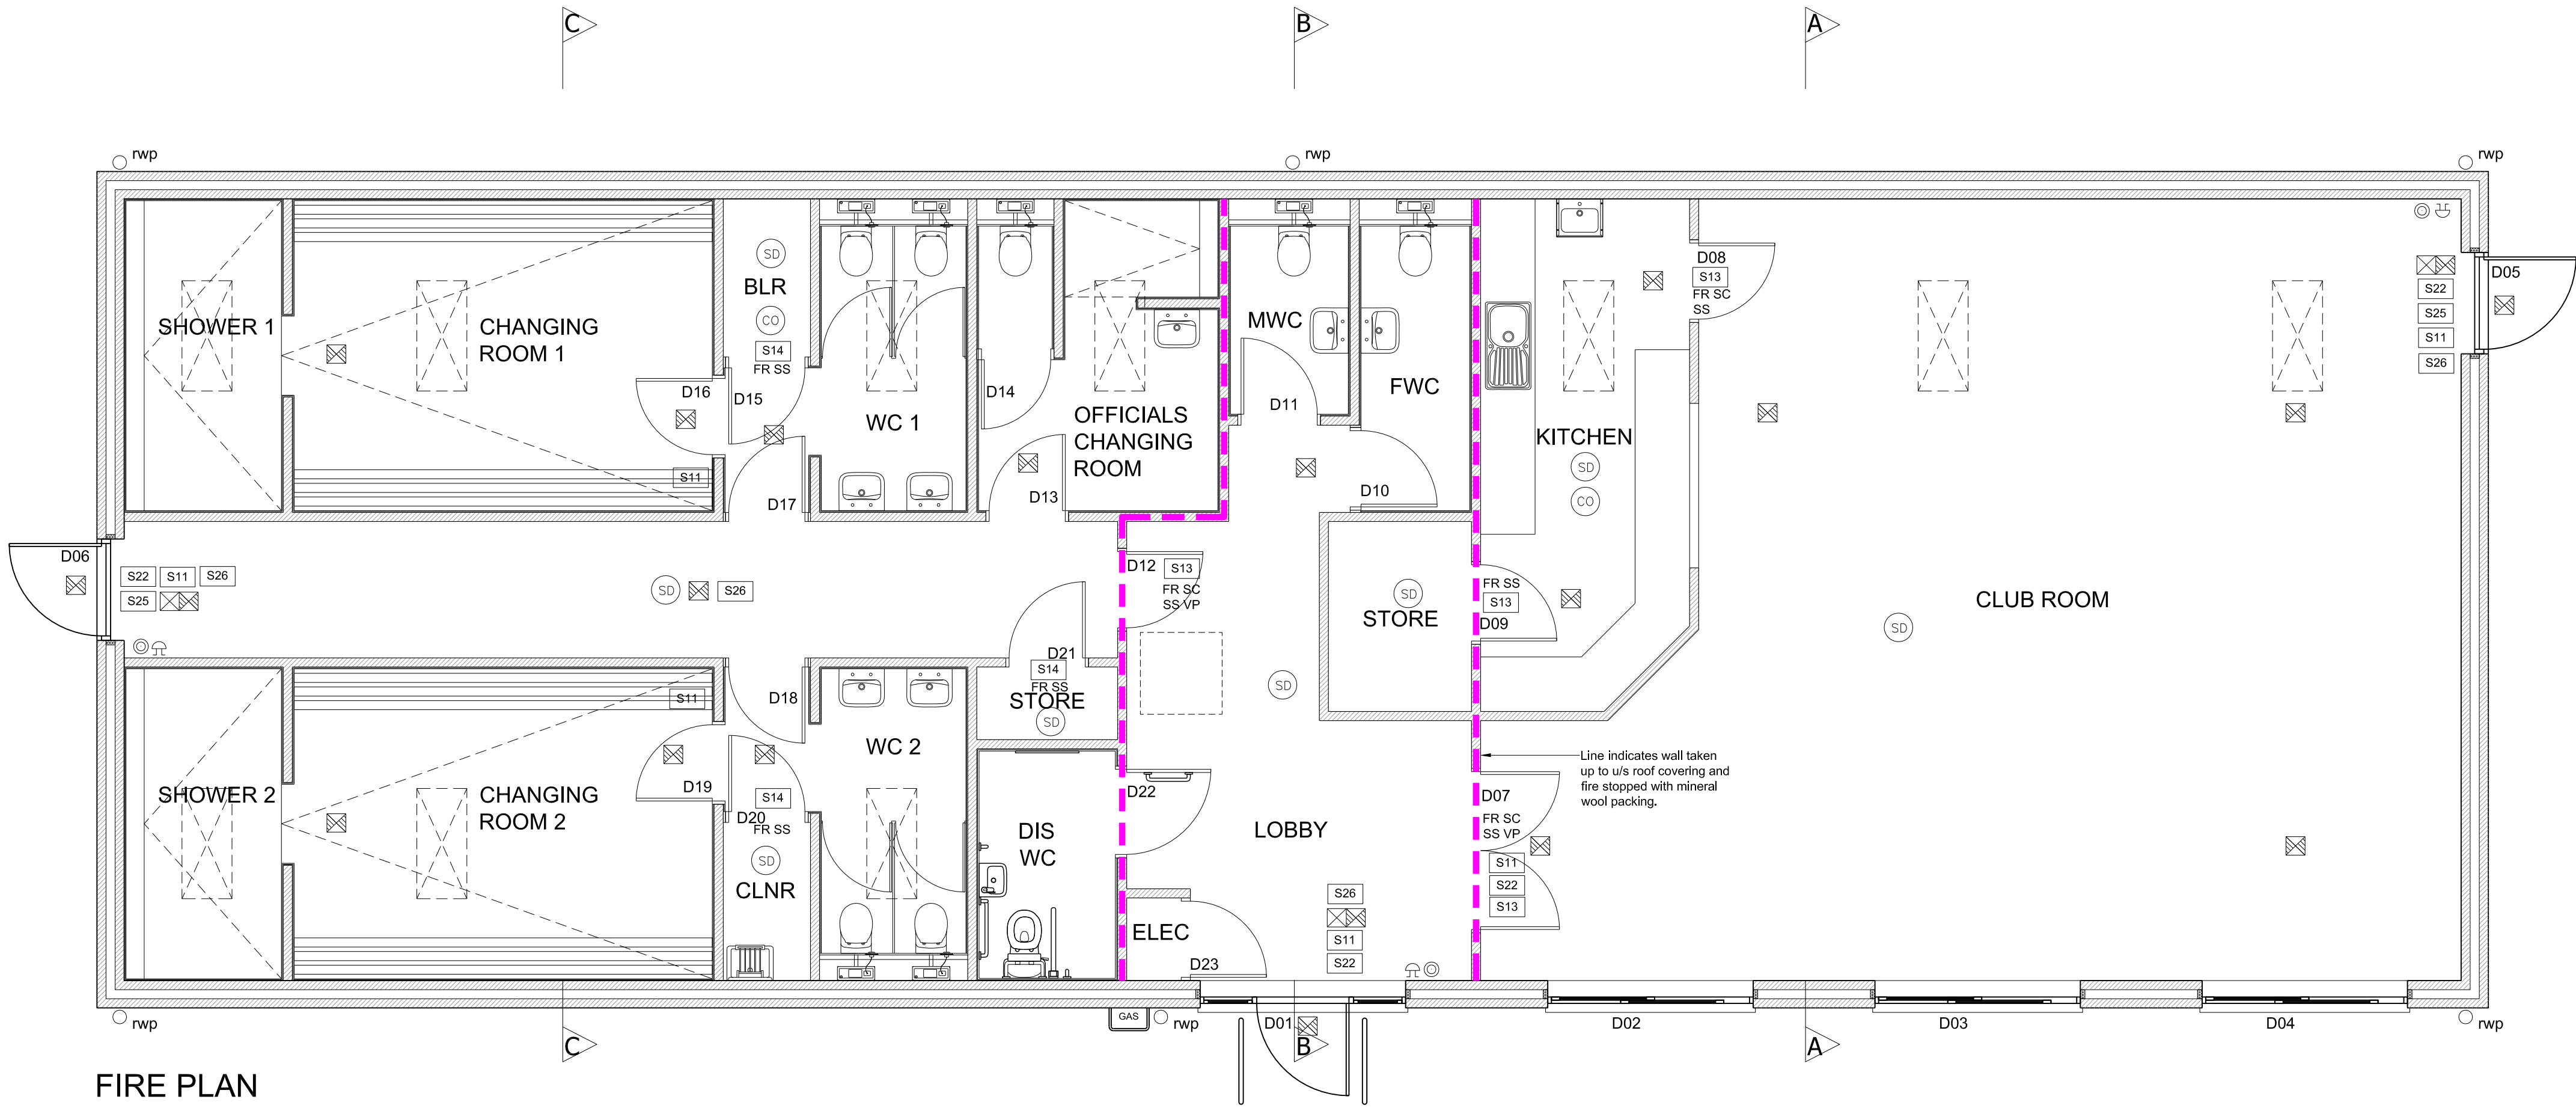 C
B
A
rwp
rwp
rwp
SHOWER 1
CHANGING
ROOM 1
D16
S11
SD
BLR
CO
S14
FR SS
D15
D17
WC 1
D14
OFFICIALS
CHANGING
ROOM
D13
MWC
D11
FWC
D10
KITCHEN
SD
CO
D08
S13
FR SC
SS
D05
S22
S25
S11
S26
D06
S22
S11
S26
S25
SD
S26
D12
S13
FR SC
SS VP
SD
STORE
FR SS
S13
D09
CLUB ROOM
SD
D21
S14
FR SS
STORE
SD
SD
S11
D18
SHOWER 2
CHANGING
ROOM 2
D19
S14
D20
FR SS
SD
CLNR
WC 2
DIS
WC
D22
LOBBY
ELEC
D23
S26
S11
S22
Line indicates wall taken
up to u/s roof covering and
fire stopped with mineral
wool packing.
D07
FR SC
SS VP
S11
S22
S13
rwp
GAS
rwp
D01
D02
D03
D04
rwp
C
B
A
FIRE PLAN